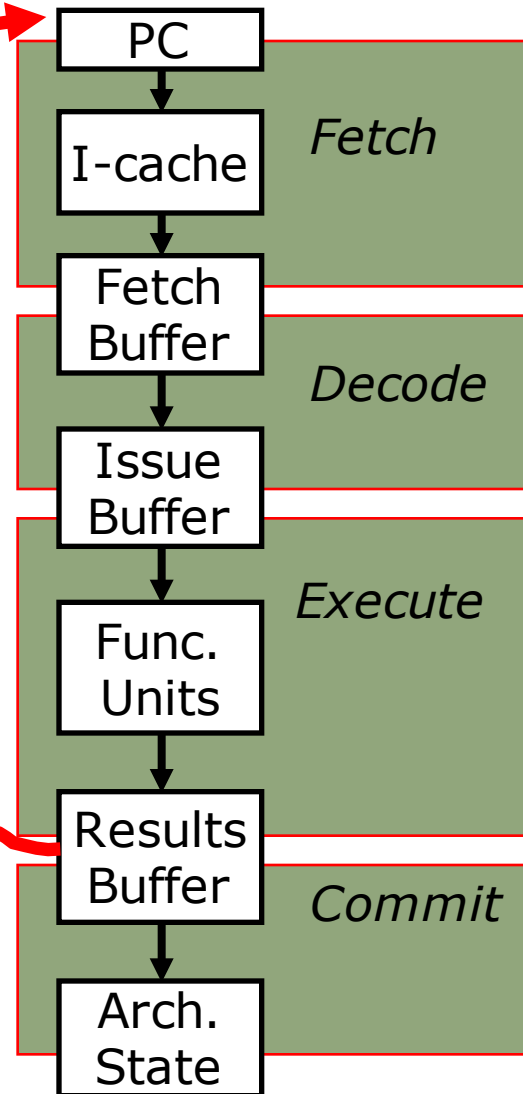 PC
Fetch
I-cache
Fetch
Buffer
Decode
Issue
Buffer
Execute
Func.
Units
Results
Buffer
Commit
Arch.
State